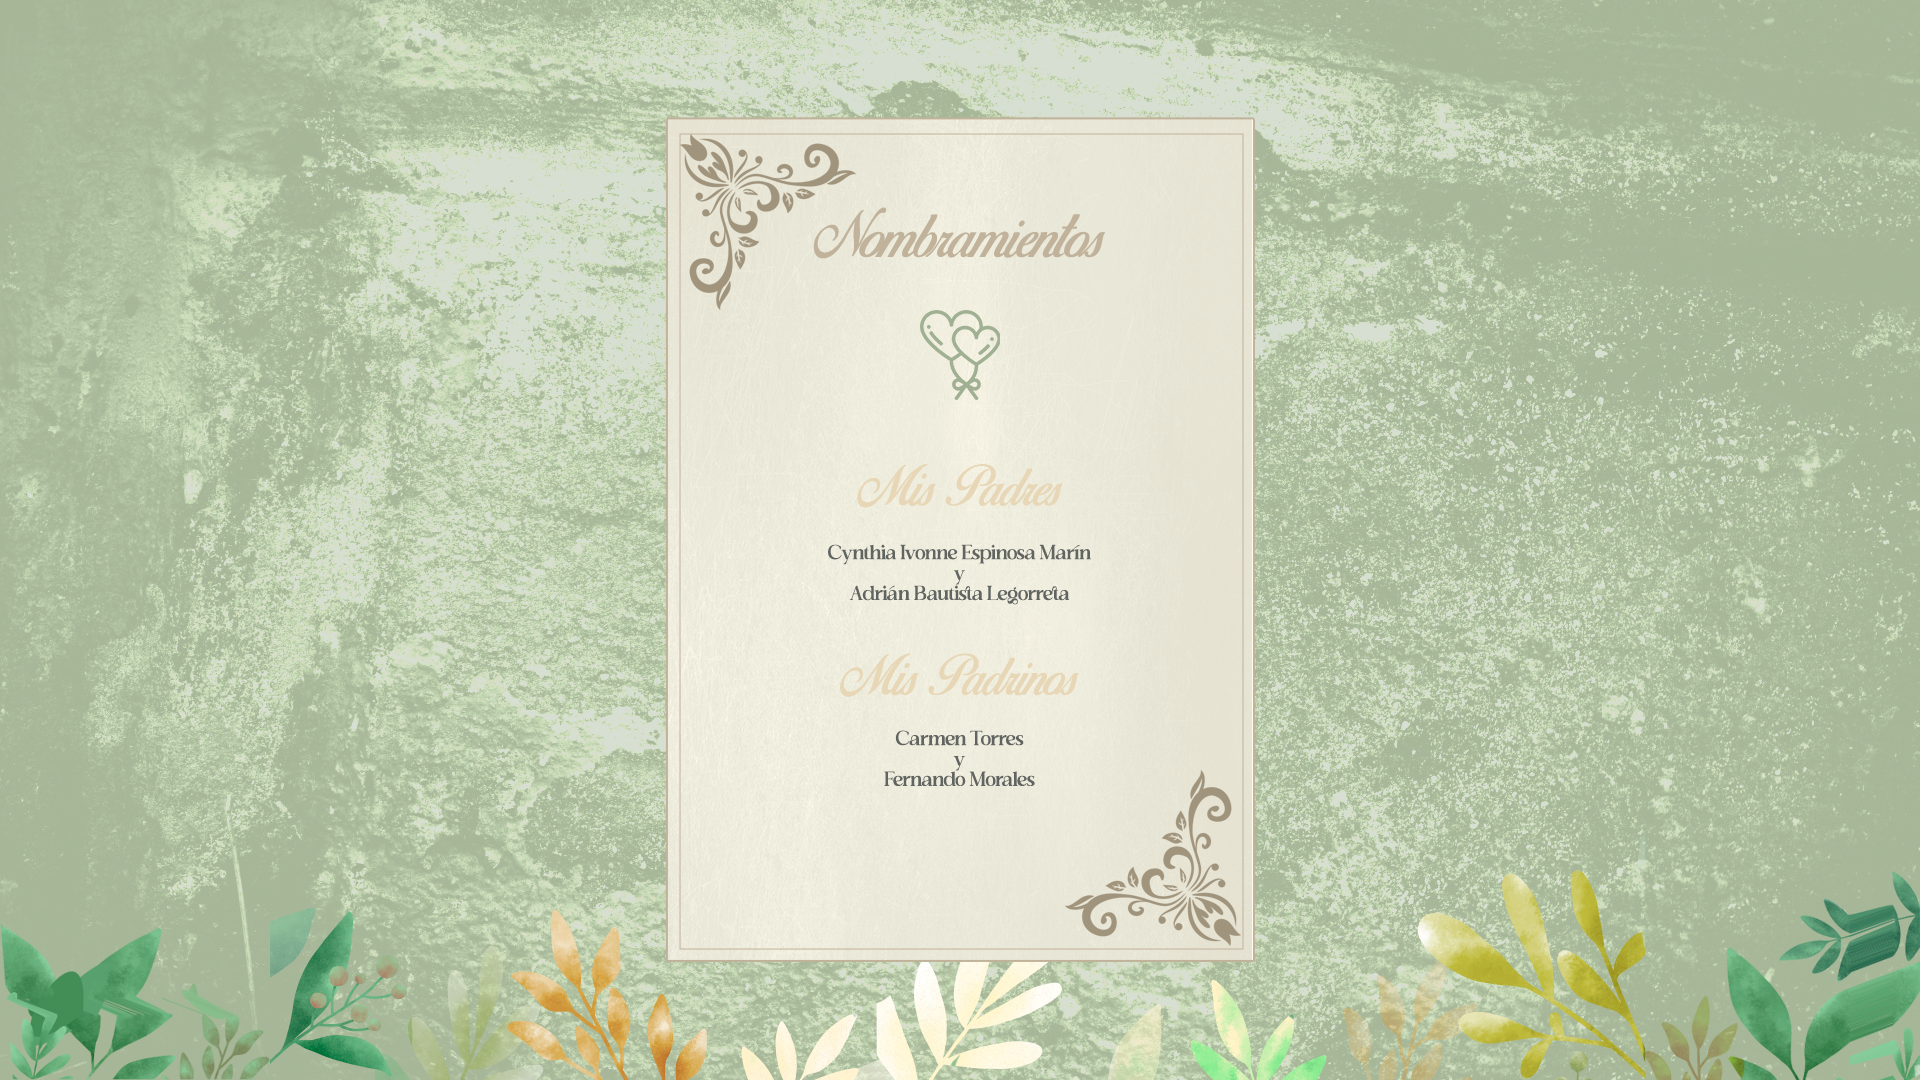 Nombramientos
Mis Padres
Cynthia Ivonne Espinosa Marín
y
Adrián Bautista Legorreta
Mis Padrinos
Carmen Torres
y
Fernando Morales